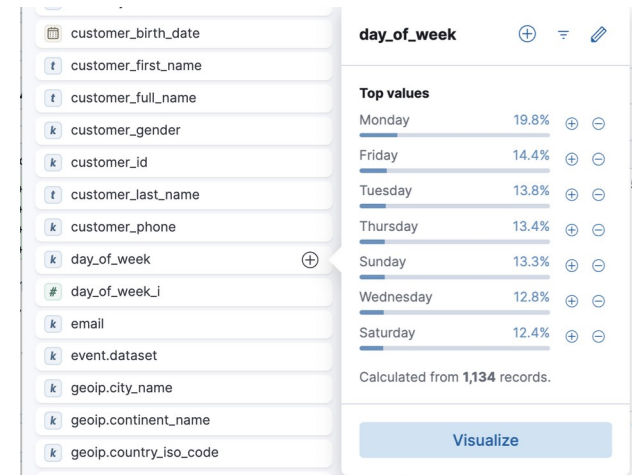 customer_birth_date
t customer_first_name
t customer_full_name
k customer_gender
k customer_id
t customer_last_name
k customer_phone
k day_of_week
# day_of_week_i
k email
k event.dataset
k geoip.city_name
k geoip.continent_name
k geoip.country_iso_code
day_of_week
Top values
Monday 19.8%
Friday 14.4%
Tuesday 13.8%
Thursday 13.4%
Sunday 13.3%
Wednesday 12.8%
Saturday 12.4%
Calculated from 1,134 records.
Visualize